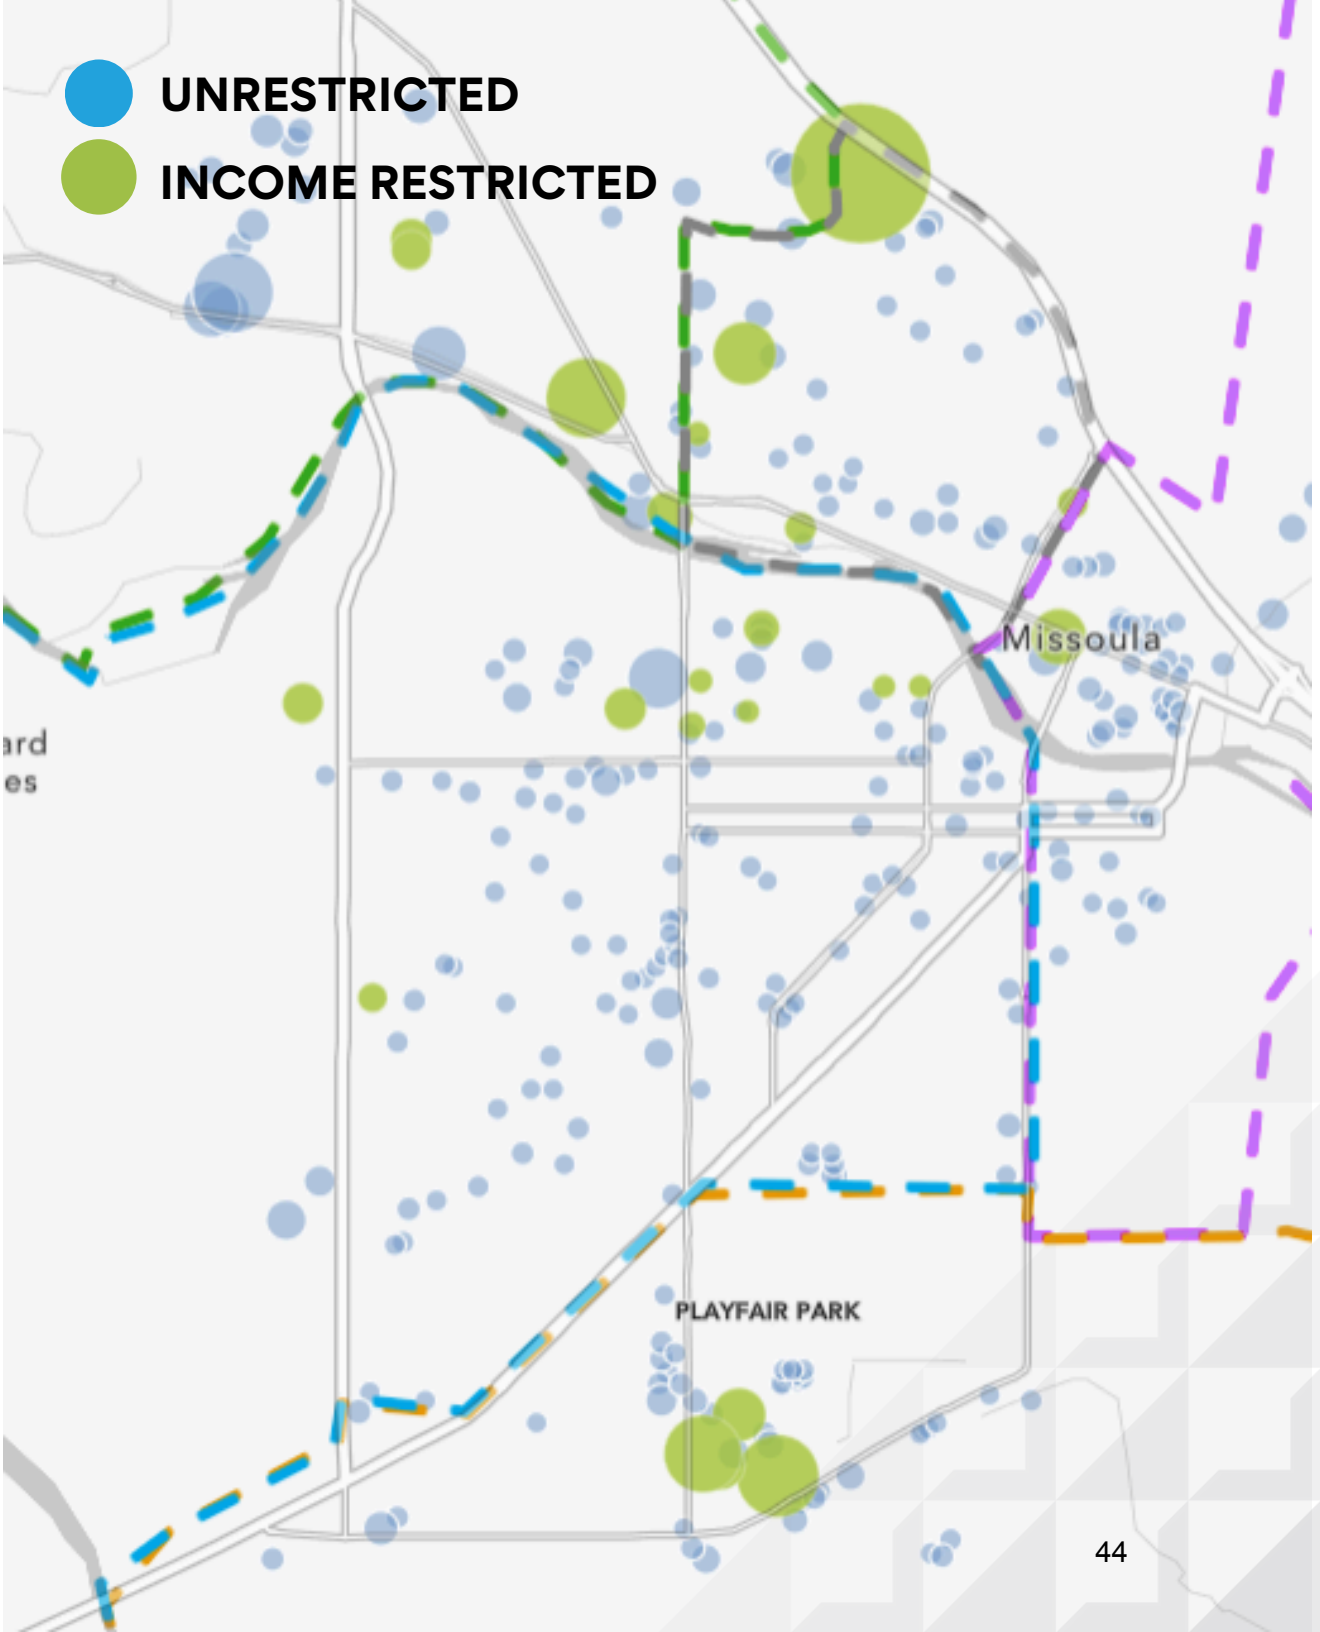 UNRESTRICTED
INCOME RESTRICTED
Missoula
ard
es
PLAYFAIR PARK
44